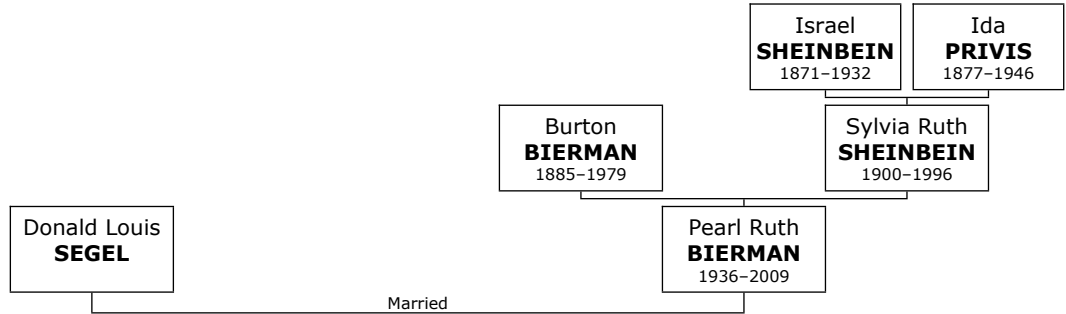 Israel
SHEINBEIN
1871–1932
Ida
PRIVIS
1877–1946
Burton
BIERMAN
1885–1979
Sylvia Ruth
SHEINBEIN
1900–1996
Donald Louis
SEGEL
Pearl Ruth
BIERMAN
1936–2009
Married